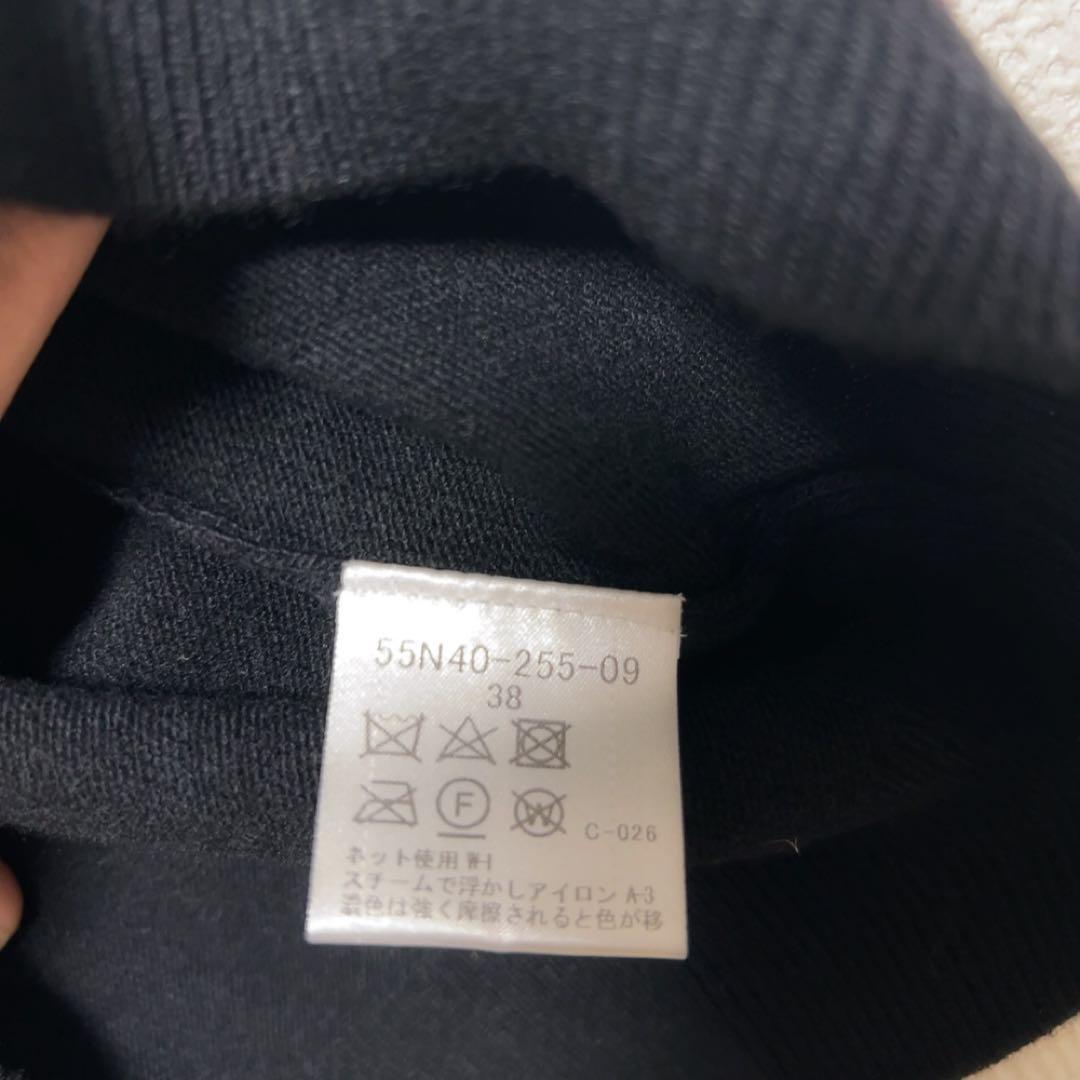 55N40-255-09
38
F W
C-026
ネット使用 W-1
スチームで浮かしアイロン A-3
濃色は強く摩擦されると色が移